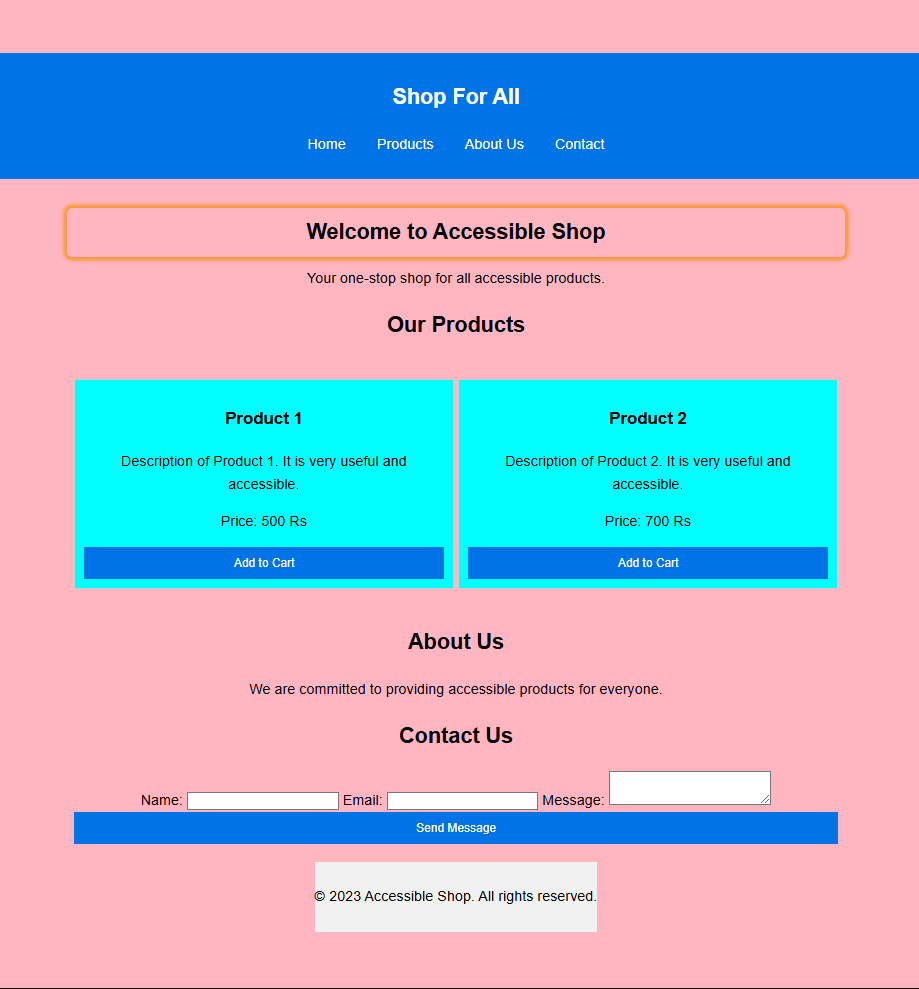 Shop For All
Home Products About Us Contact
Welcome to Accessible Shop
Your one-stop shop for all accessible products.
Our Products
Product 1
Description of Product 1. It is very useful and
accessible.
Price: 500 Rs
Add to Cart
Product 2
Description of Product 2. It is very useful and
accessible.
Price: 700 Rs
Add to Cart
About Us
We are committed to providing accessible products for everyone.
Contact Us
Name: Email: Message:
Send Message
© 2023 Accessible Shop. All rights reserved.